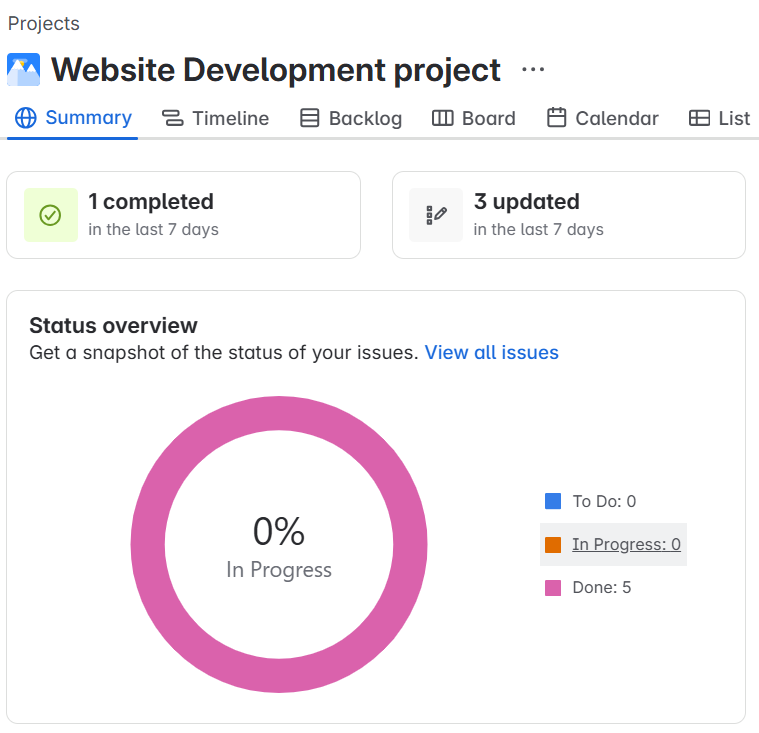 Projects
Website Development project ...
Summary Timeline Backlog Board Calendar List
1 completed
in the last 7 days
3 updated
in the last 7 days
Status overview
Get a snapshot of the status of your issues. View all issues
0%
In Progress
To Do: 0
In Progress: 0
Done: 5